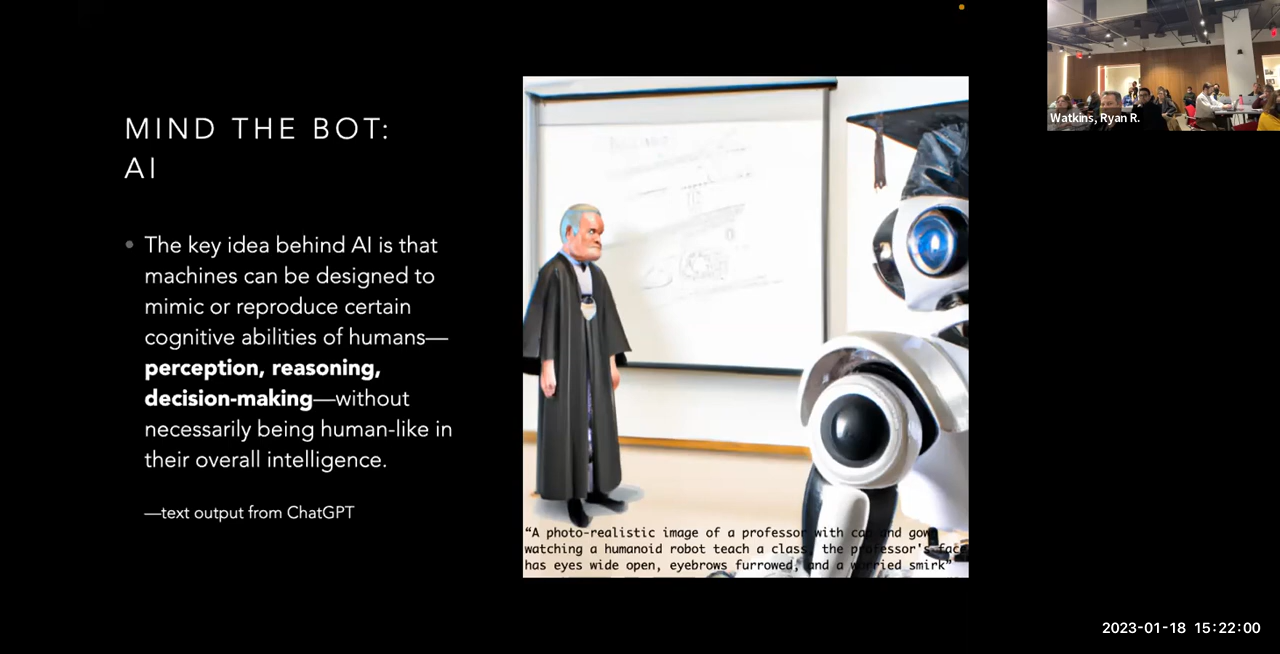 MIND THE BOT:
AI
The key idea behind AI is that
machines can be designed to
mimic or reproduce certain
cognitive abilities of humans—
perception, reasoning,
decision-making—without
necessarily being human-like in
their overall intelligence.
—text output from ChatGPT
“A photo-realistic image of a professor with cap and gown
watching a humanoid robot teach a class, the professor's face
has eyes wide open, eyebrows furrowed, and a worried smirk”
Watkins, Ryan R.
2023-01-18 15:22:00